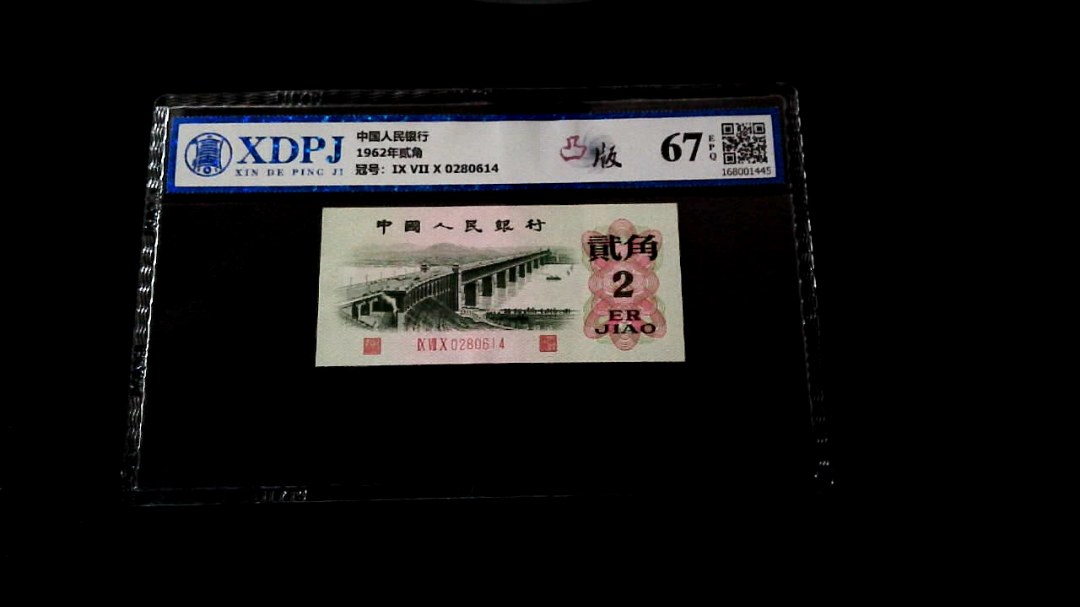 XDPJ
XIN DE PING JI
中国人民银行
1962年贰角
冠号：IX VII X 0280614
凸版
67
EPQ
168001445
中國人民銀行
貳角
2
ER
JIAO
IX VII X 0280614